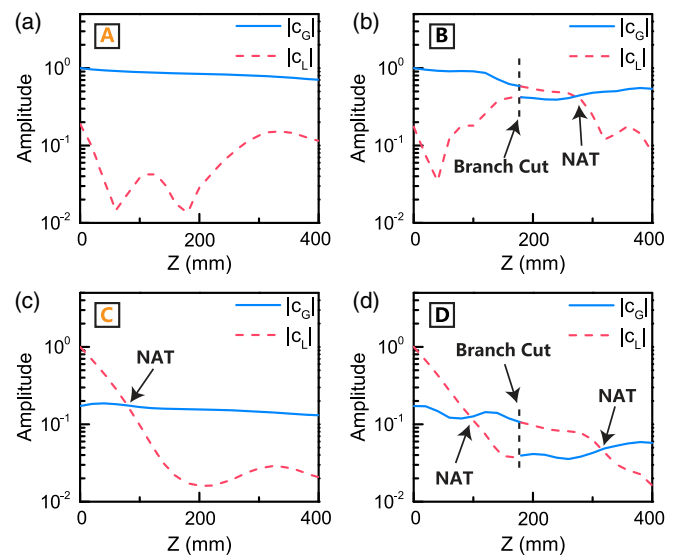 (a)
A
|c_G|
|c_L|
Amplitude
10^0
10^-1
10^-2
0
200
400
Z (mm)
(b)
B
|c_G|
|c_L|
Branch Cut
NAT
Amplitude
10^0
10^-1
10^-2
0
200
400
Z (mm)
(c)
C
|c_G|
|c_L|
NAT
Amplitude
10^0
10^-1
10^-2
0
200
400
Z (mm)
(d)
D
|c_G|
|c_L|
Branch Cut
NAT
NAT
Amplitude
10^0
10^-1
10^-2
0
200
400
Z (mm)